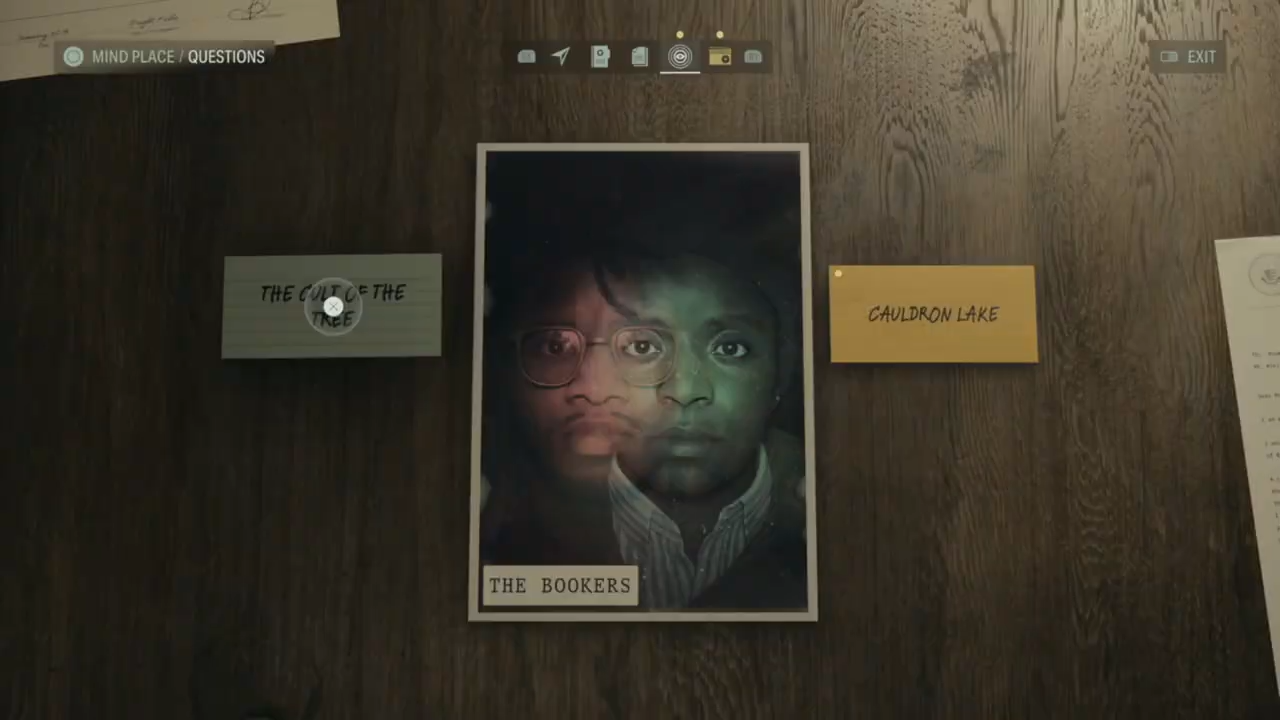 MIND PLACE / QUESTIONS
EXIT
THE CULT OF THE
TREE
CAULDRON LAKE
THE BOOKERS